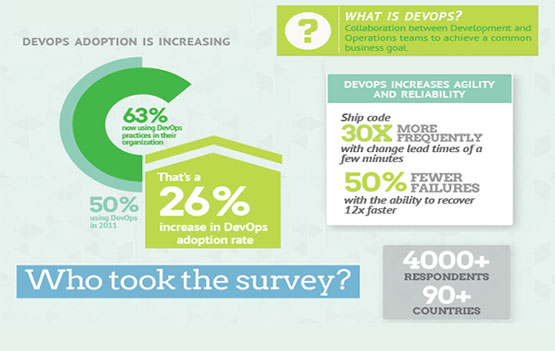 DEVOPS ADOPTION IS INCREASING
63%
now using DevOps
practices in their
organization
50%
using DevOps
in 2011
That's a
26%
increase in DevOps
adoption rate
?
WHAT IS DEVOPS?
Collaboration between Development and
Operations teams to achieve a common
business goal.
DEVOPS INCREASES AGILITY
AND RELIABILITY
Ship code
30X MORE
FREQUENTLY
with change lead times of a
few minutes
50% FEWER
FAILURES
with the ability to recover
12x faster
Who took the survey?
4000+
RESPONDENTS
90+
COUNTRIES